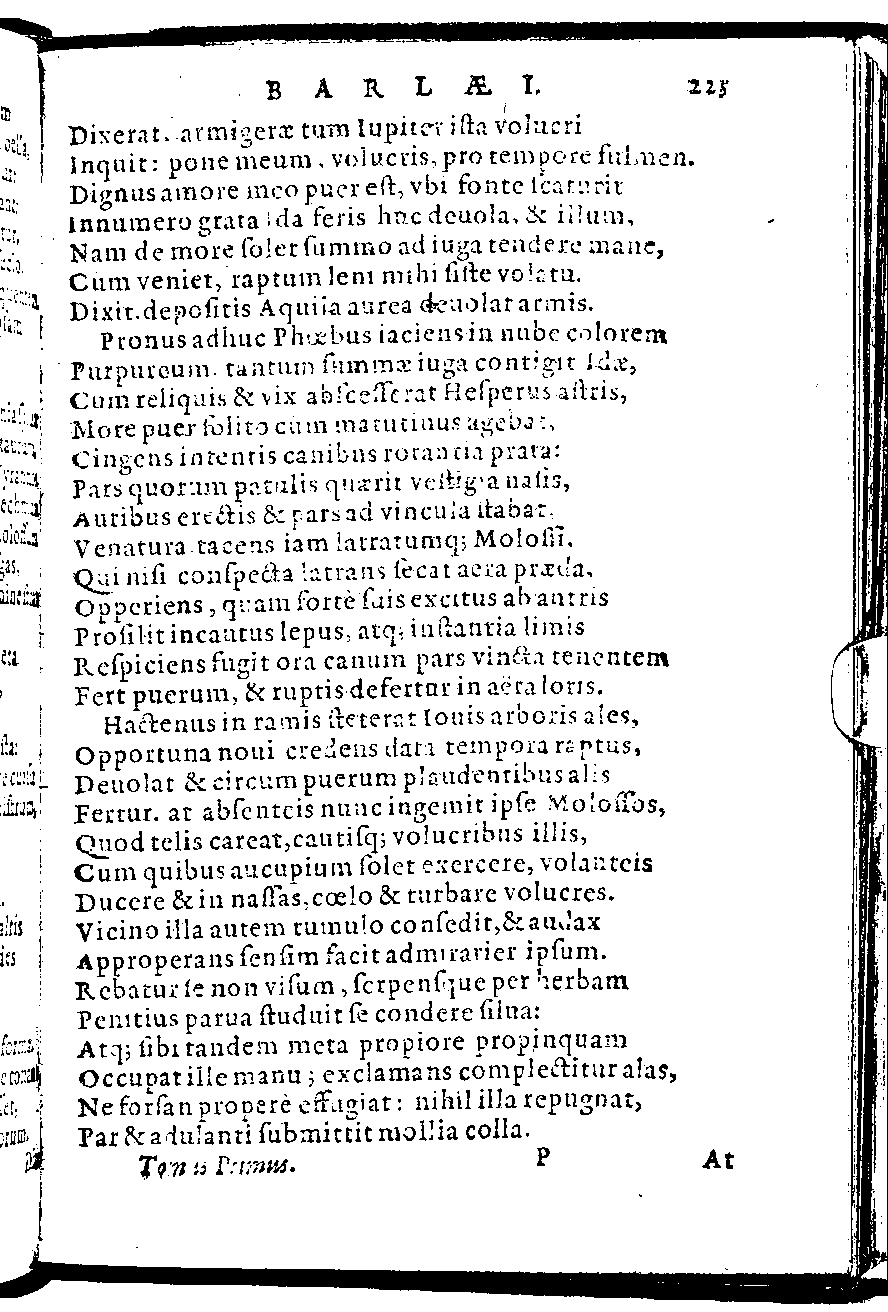 BARLÆI. 225
Dixerat. armigeræ tum Iupiter ista volucri
Inquit: pone meum, volucris, pro tempore fulmen.
Dignus amore meo puer est, vbi fonte scaturit
Innumero grata Ida feris huc deuola, & illum,
Nam de more solet summo ad iuga tendere mane,
Cum veniet, raptum leni mihi siste volatu.
Dixit. depositis Aquila aurea deuolat armis.
Pronus adhuc Phœbus iaciens in nube colorem
Purpureum, tantum summæ iuga contigit Idæ,
Cum reliquis & vix abscesserat Hesperus astris,
More puer solito cum matutinus agebat,
Cingens intentis canibus rorantia prata:
Pars quorum patulis quærit vestigia nasis,
Auribus erectis & pars ad vincula stabat,
Venatura tacens iam latratumq; Molossi,
Qui nisi conspecta latrans secat aera præda,
Opperiens, quam fortè suis excitus ab antris
Prosilit incautus lepus, atq; instantia limis
Respiciens fugit ora canum pars vincta tenentem
Fert puerum, & ruptis defertur in aëra loris.
Hactenus in ramis steterat Iouis arboris ales,
Opportuna noui credens data tempora raptus,
Deuolat & circum puerum plaudentibus alis
Fertur. at absenteis nunc ingemit ipse Molossos,
Quod telis careat, cautisq; volucribus illis,
Cum quibus aucupium solet exercere, volanteis
Ducere & in nassas, cœlo & turbare volucres.
Vicino illa autem tumulo consedit, & audax
Approperans sensim facit admirarier ipsum.
Rebatur se non visum, serpensque per herbam
Penitius parua studuit se condere silua:
Atq; sibi tandem meta propiore propinquam
Occupat ille manu; exclamans complectitur alas,
Ne forsan properè effugiat: nihil illa repugnat,
Par & adulanti submittit mollia colla.
Tomus Primus. P At